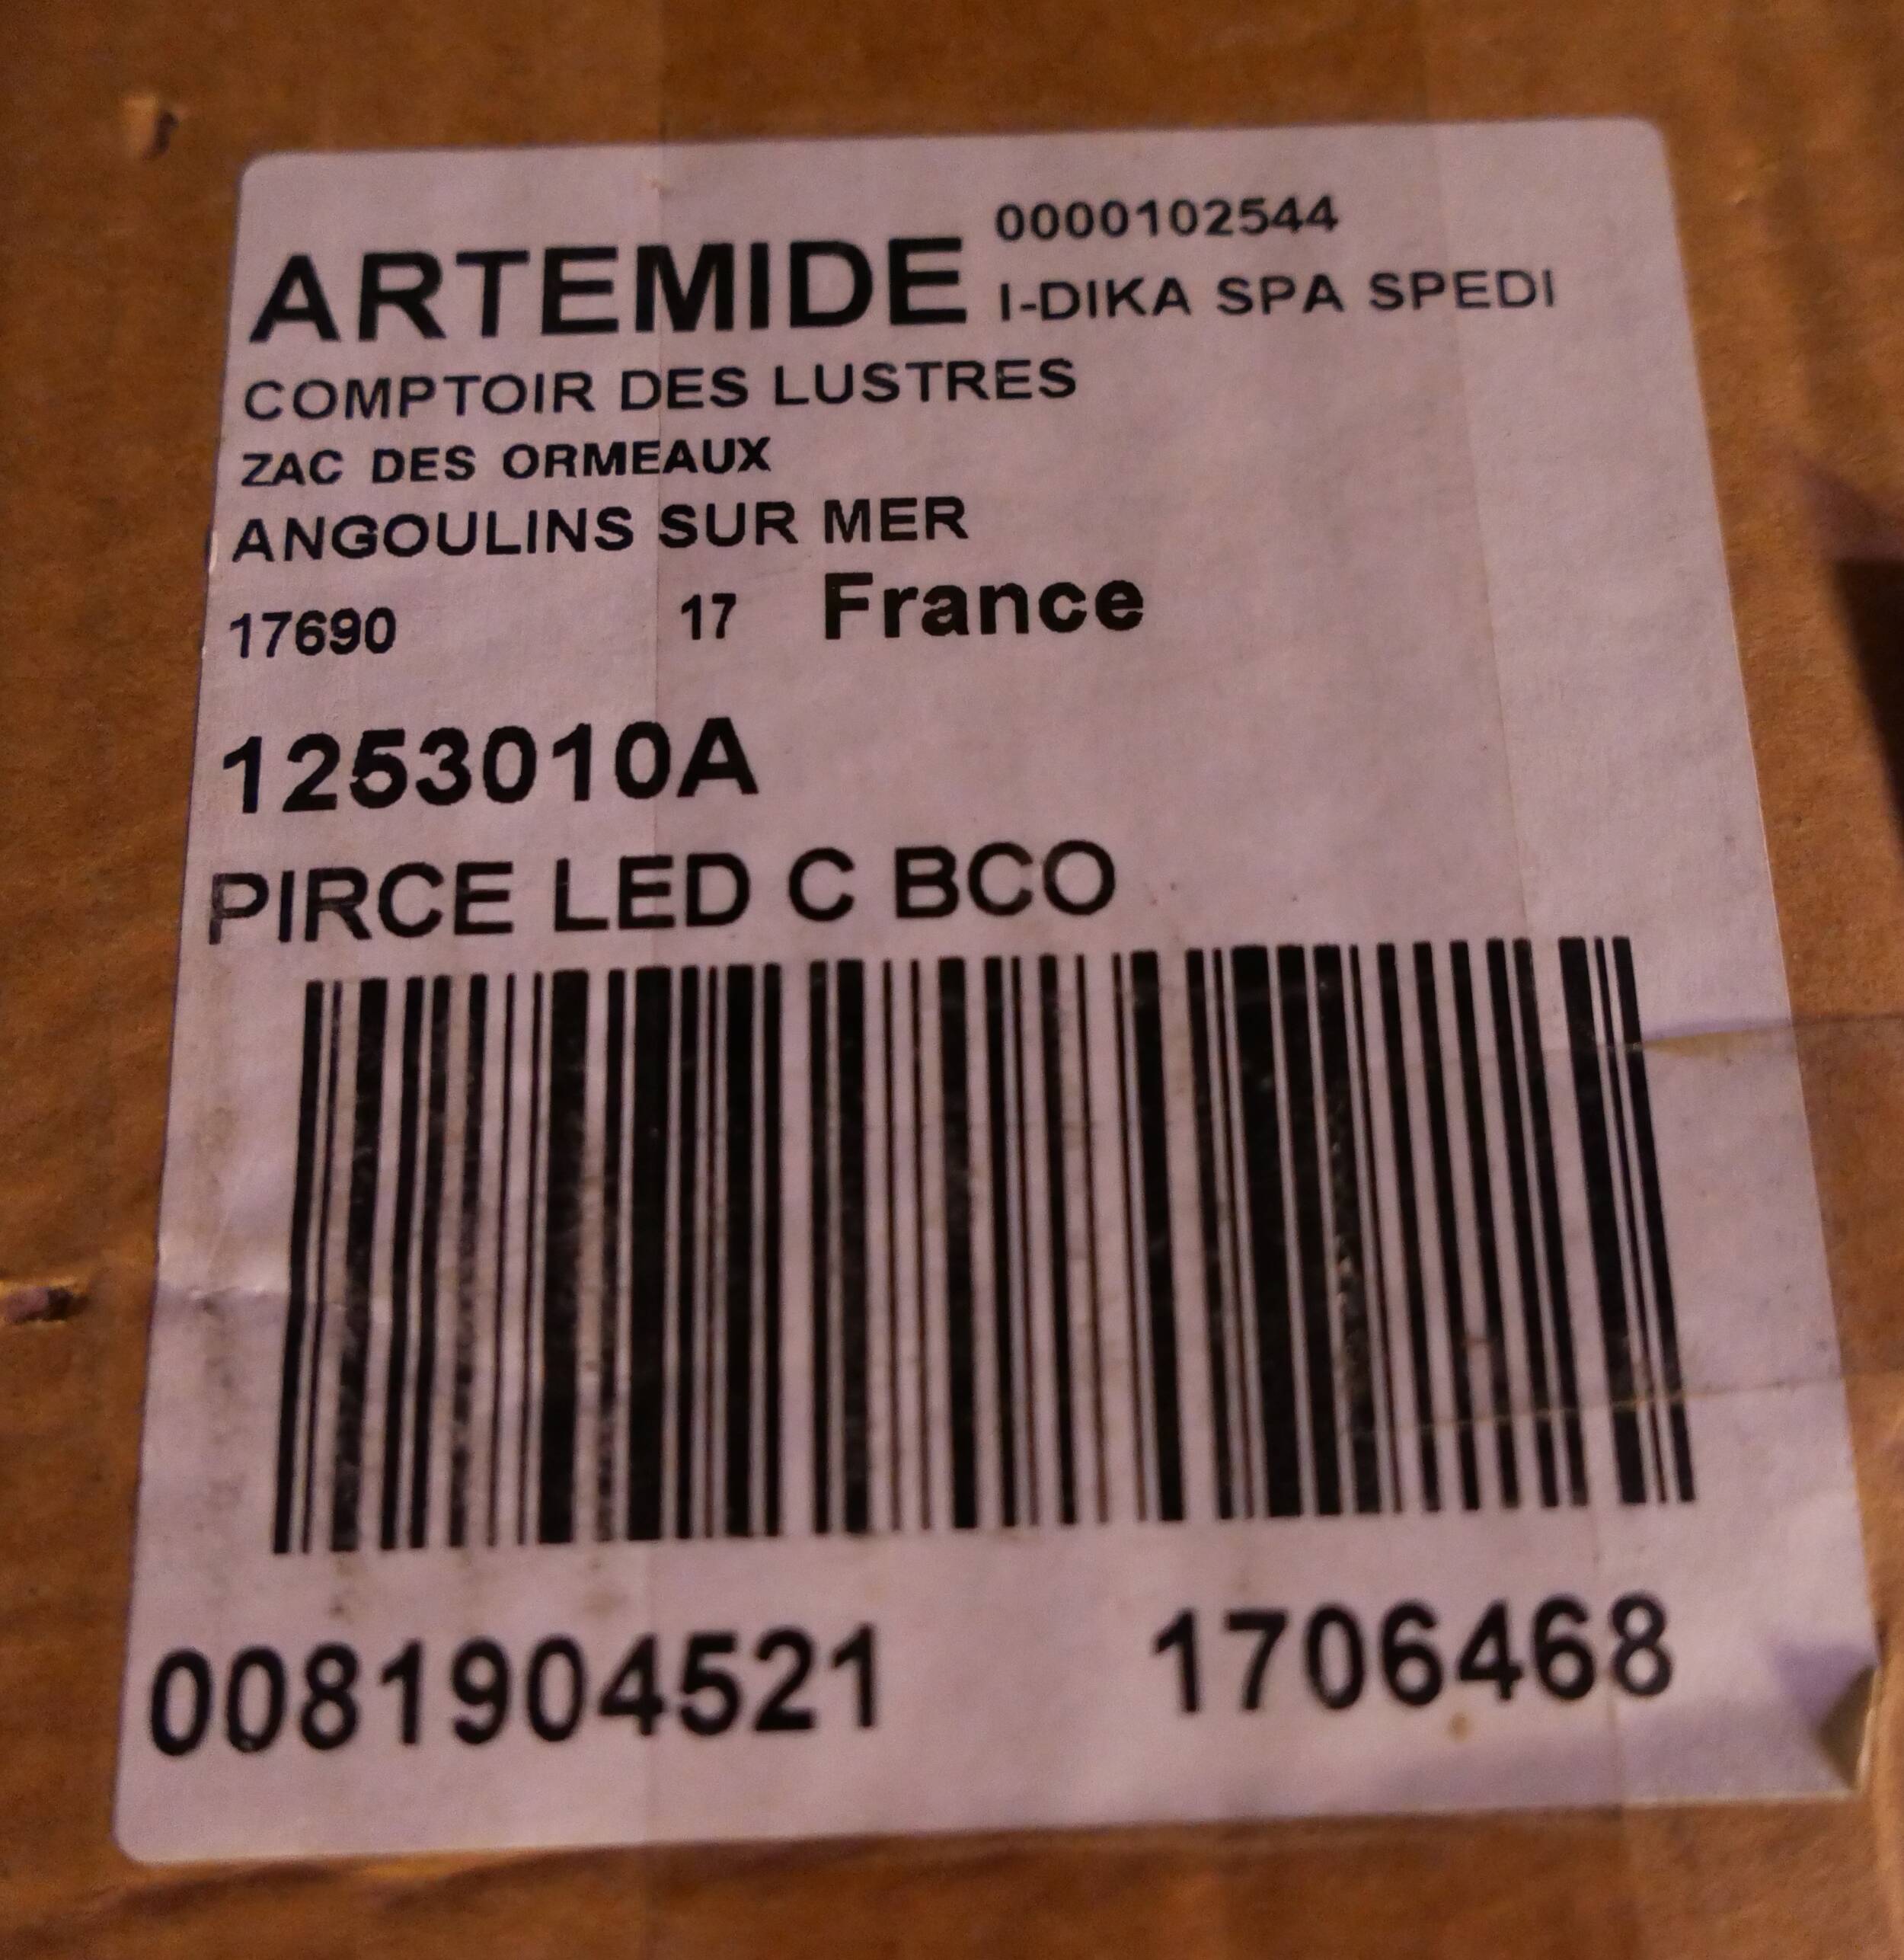 0000102544
ARTEMIDE I-DIKA SPA SPEDI
COMPTOIR DES LUSTRES
ZAC DES ORMEAUX
ANGOULINS SUR MER
17690 17 France
1253010A
PIRCE LED C BCO
0081904521 1706468